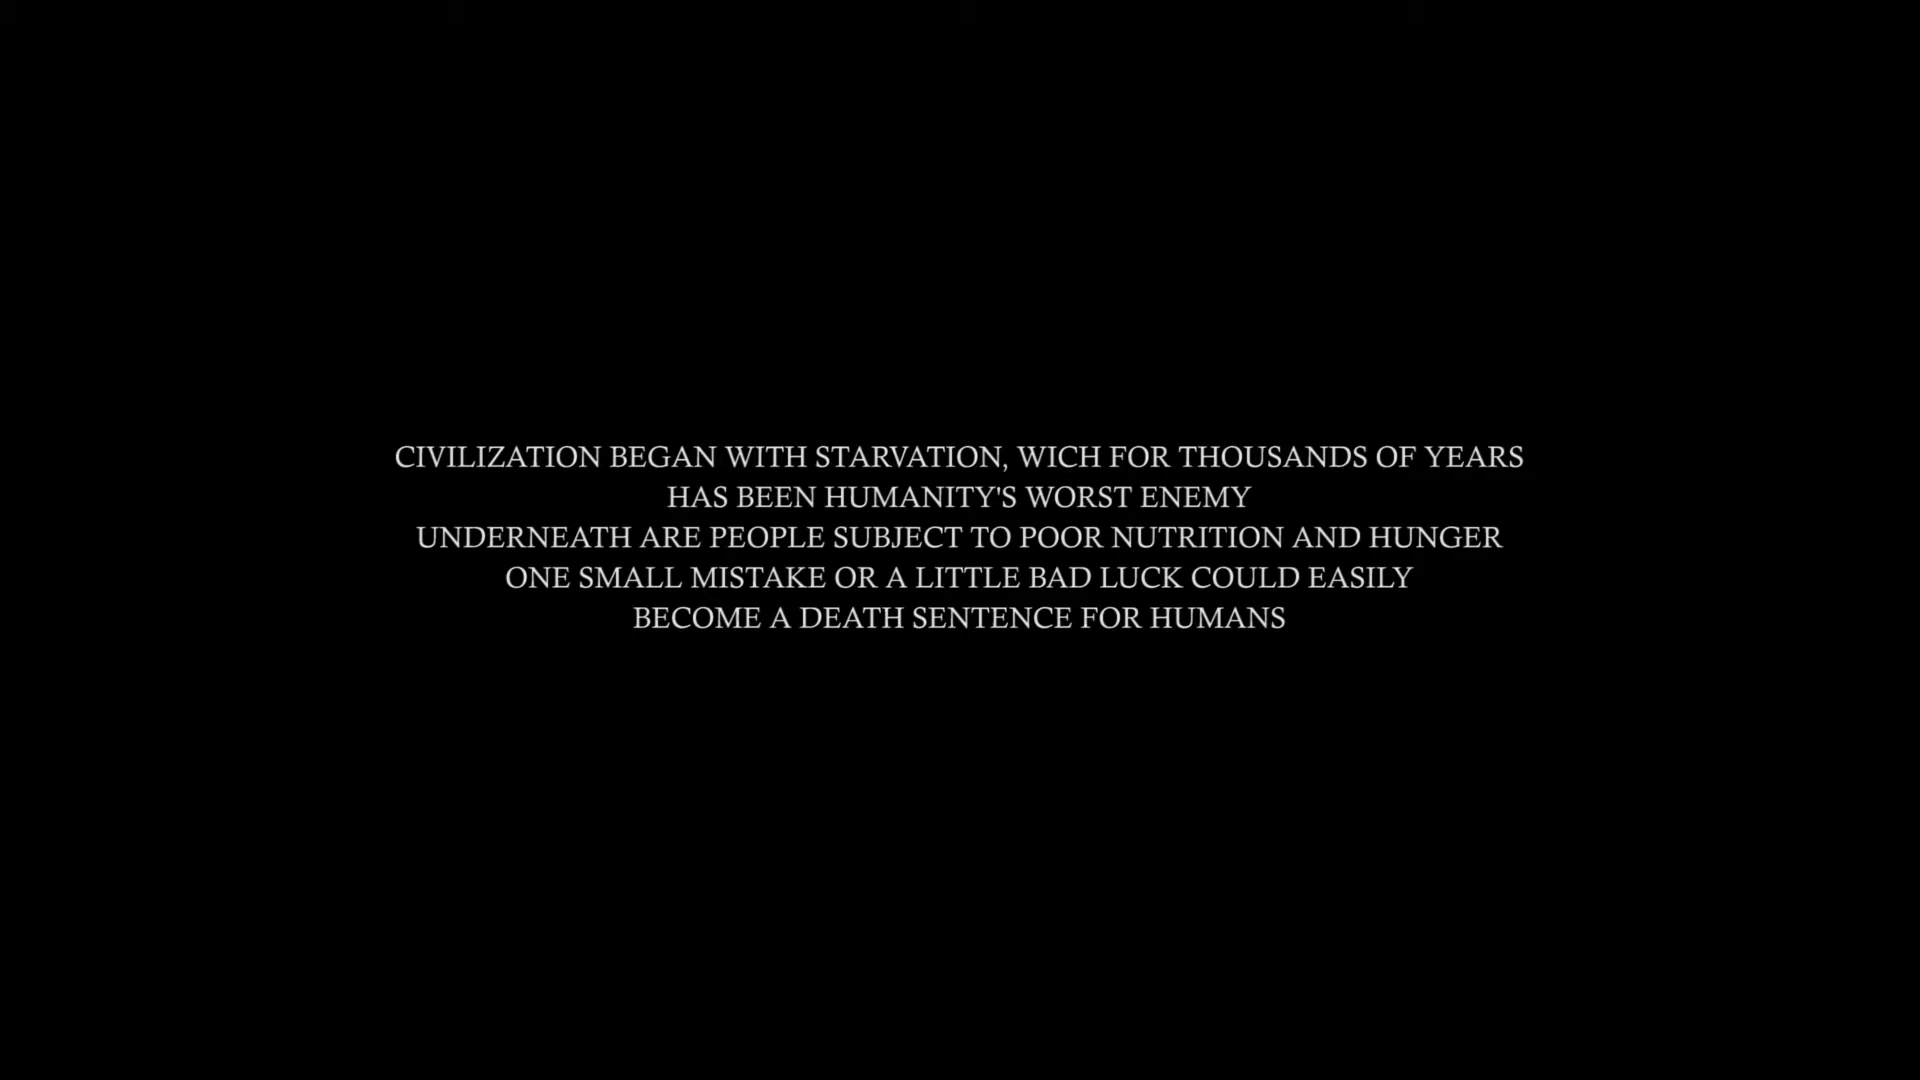 CIVILIZATION BEGAN WITH STARVATION, WICH FOR THOUSANDS OF YEARS
HAS BEEN HUMANITY'S WORST ENEMY
UNDERNEATH ARE PEOPLE SUBJECT TO POOR NUTRITION AND HUNGER
ONE SMALL MISTAKE OR A LITTLE BAD LUCK COULD EASILY
BECOME A DEATH SENTENCE FOR HUMANS